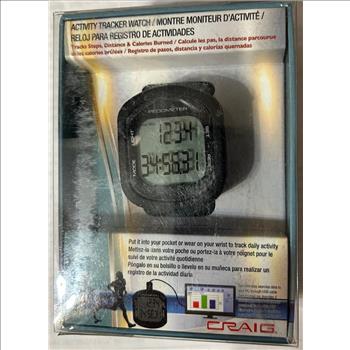 ACTIVITY TRACKER WATCH / MONTRE MONITEUR D'ACTIVITÉ /
RELOJ PARA REGISTRO DE ACTIVIDADES
Tracks Steps, Distance & Calories Burned / Calcule les pas, la distance parcourue
et les calories brûlées / Registro de pasos, distancia y calorías quemadas
PEDOMETER
LIGHT
SET
1234
34:56.31
MODE
Put it into your pocket or wear on your wrist to track daily activity
Mettez-la dans votre poche ou portez-la à votre poignet pour le
suivi de votre activité quotidienne
Póngalo en su bolsillo o llévelo en su muñeca para realizar un
registro de la actividad diaria
CRAIG